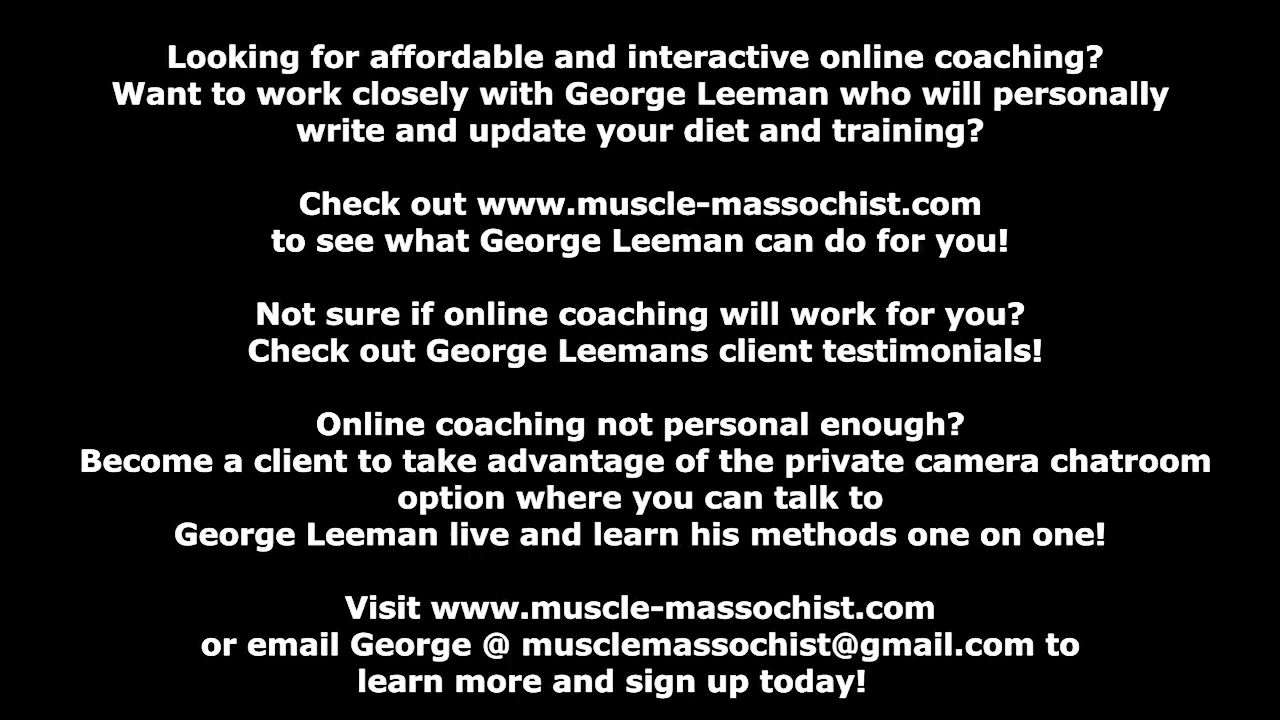 Looking for affordable and interactive online coaching?
Want to work closely with George Leeman who will personally
write and update your diet and training?
Check out www.muscle-massochist.com
to see what George Leeman can do for you!
Not sure if online coaching will work for you?
Check out George Leemans client testimonials!
Online coaching not personal enough?
Become a client to take advantage of the private camera chatroom
option where you can talk to
George Leeman live and learn his methods one on one!
Visit www.muscle-massochist.com
or email George @ musclemassochist@gmail.com to
learn more and sign up today!